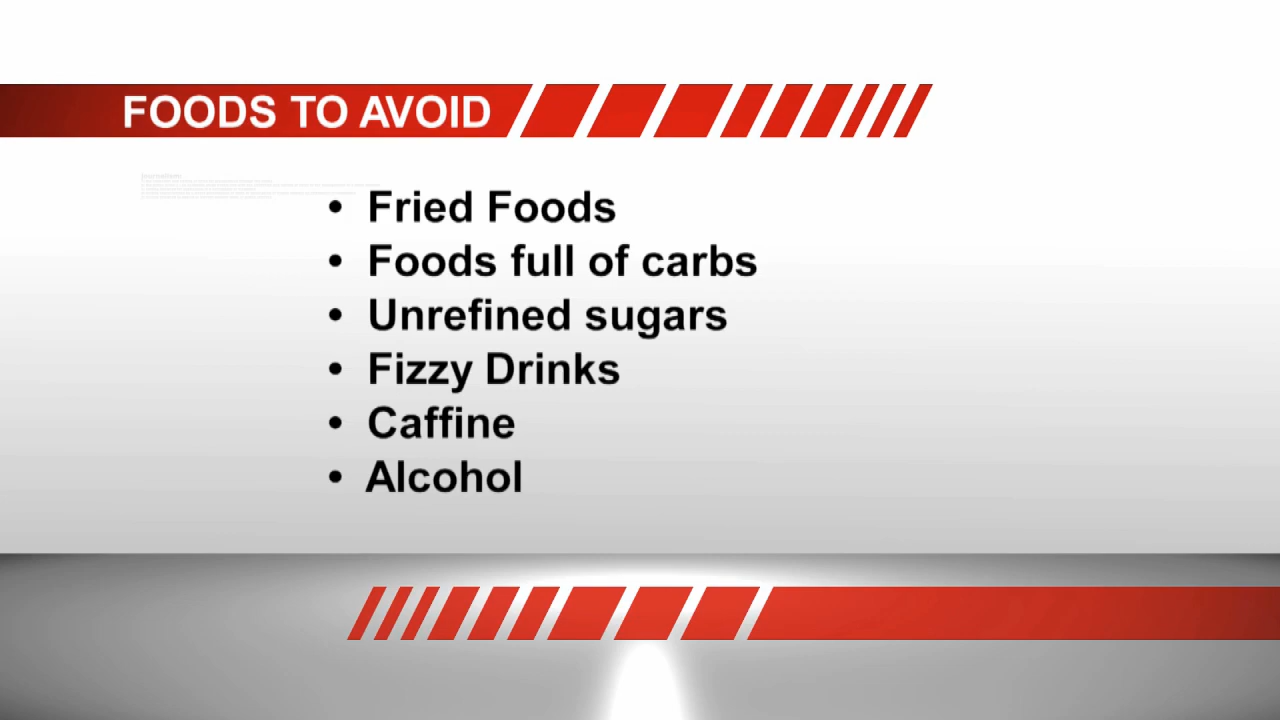 FOODS TO AVOID
• Fried Foods
• Foods full of carbs
• Unrefined sugars
• Fizzy Drinks
• Caffine
• Alcohol